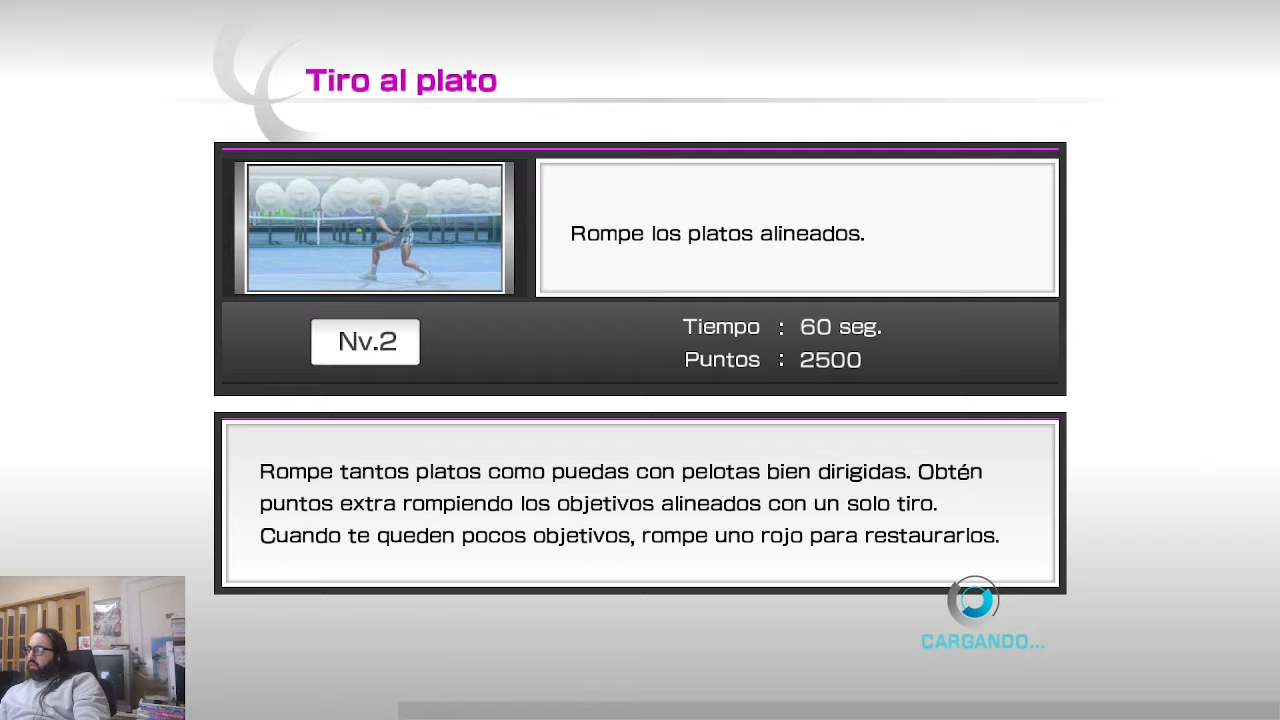 Tiro al plato
Rompe los platos alineados.
Nv.2
Tiempo : 60 seg.
Puntos : 2500
Rompe tantos platos como puedas con pelotas bien dirigidas. Obtén
puntos extra rompiendo los objetivos alineados con un solo tiro.
Cuando te queden pocos objetivos, rompe uno rojo para restaurarlos.
CARGANDO...